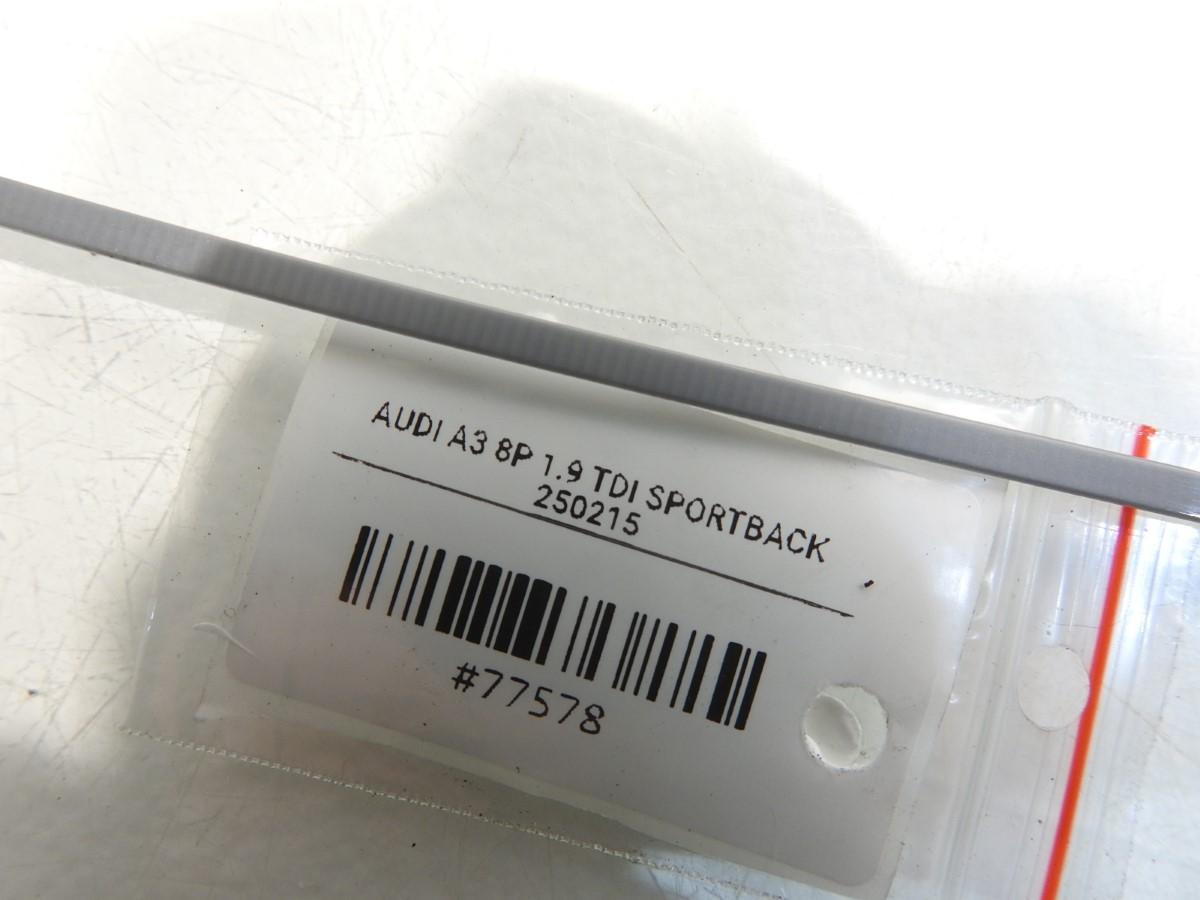 AUDI A3 8P 1.9 TDI SPORTBACK
250215
#77578